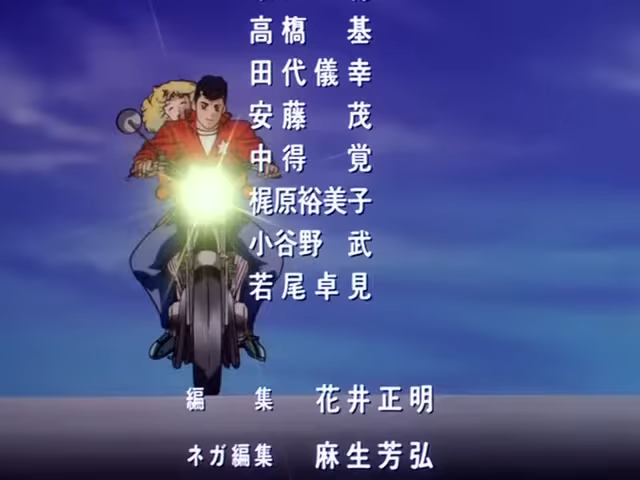 高橋 基
田代儀幸
安藤 茂
中得 覚
梶原裕美子
小谷野 武
若尾卓見
編 集 花井正明
ネガ編集 麻生芳弘